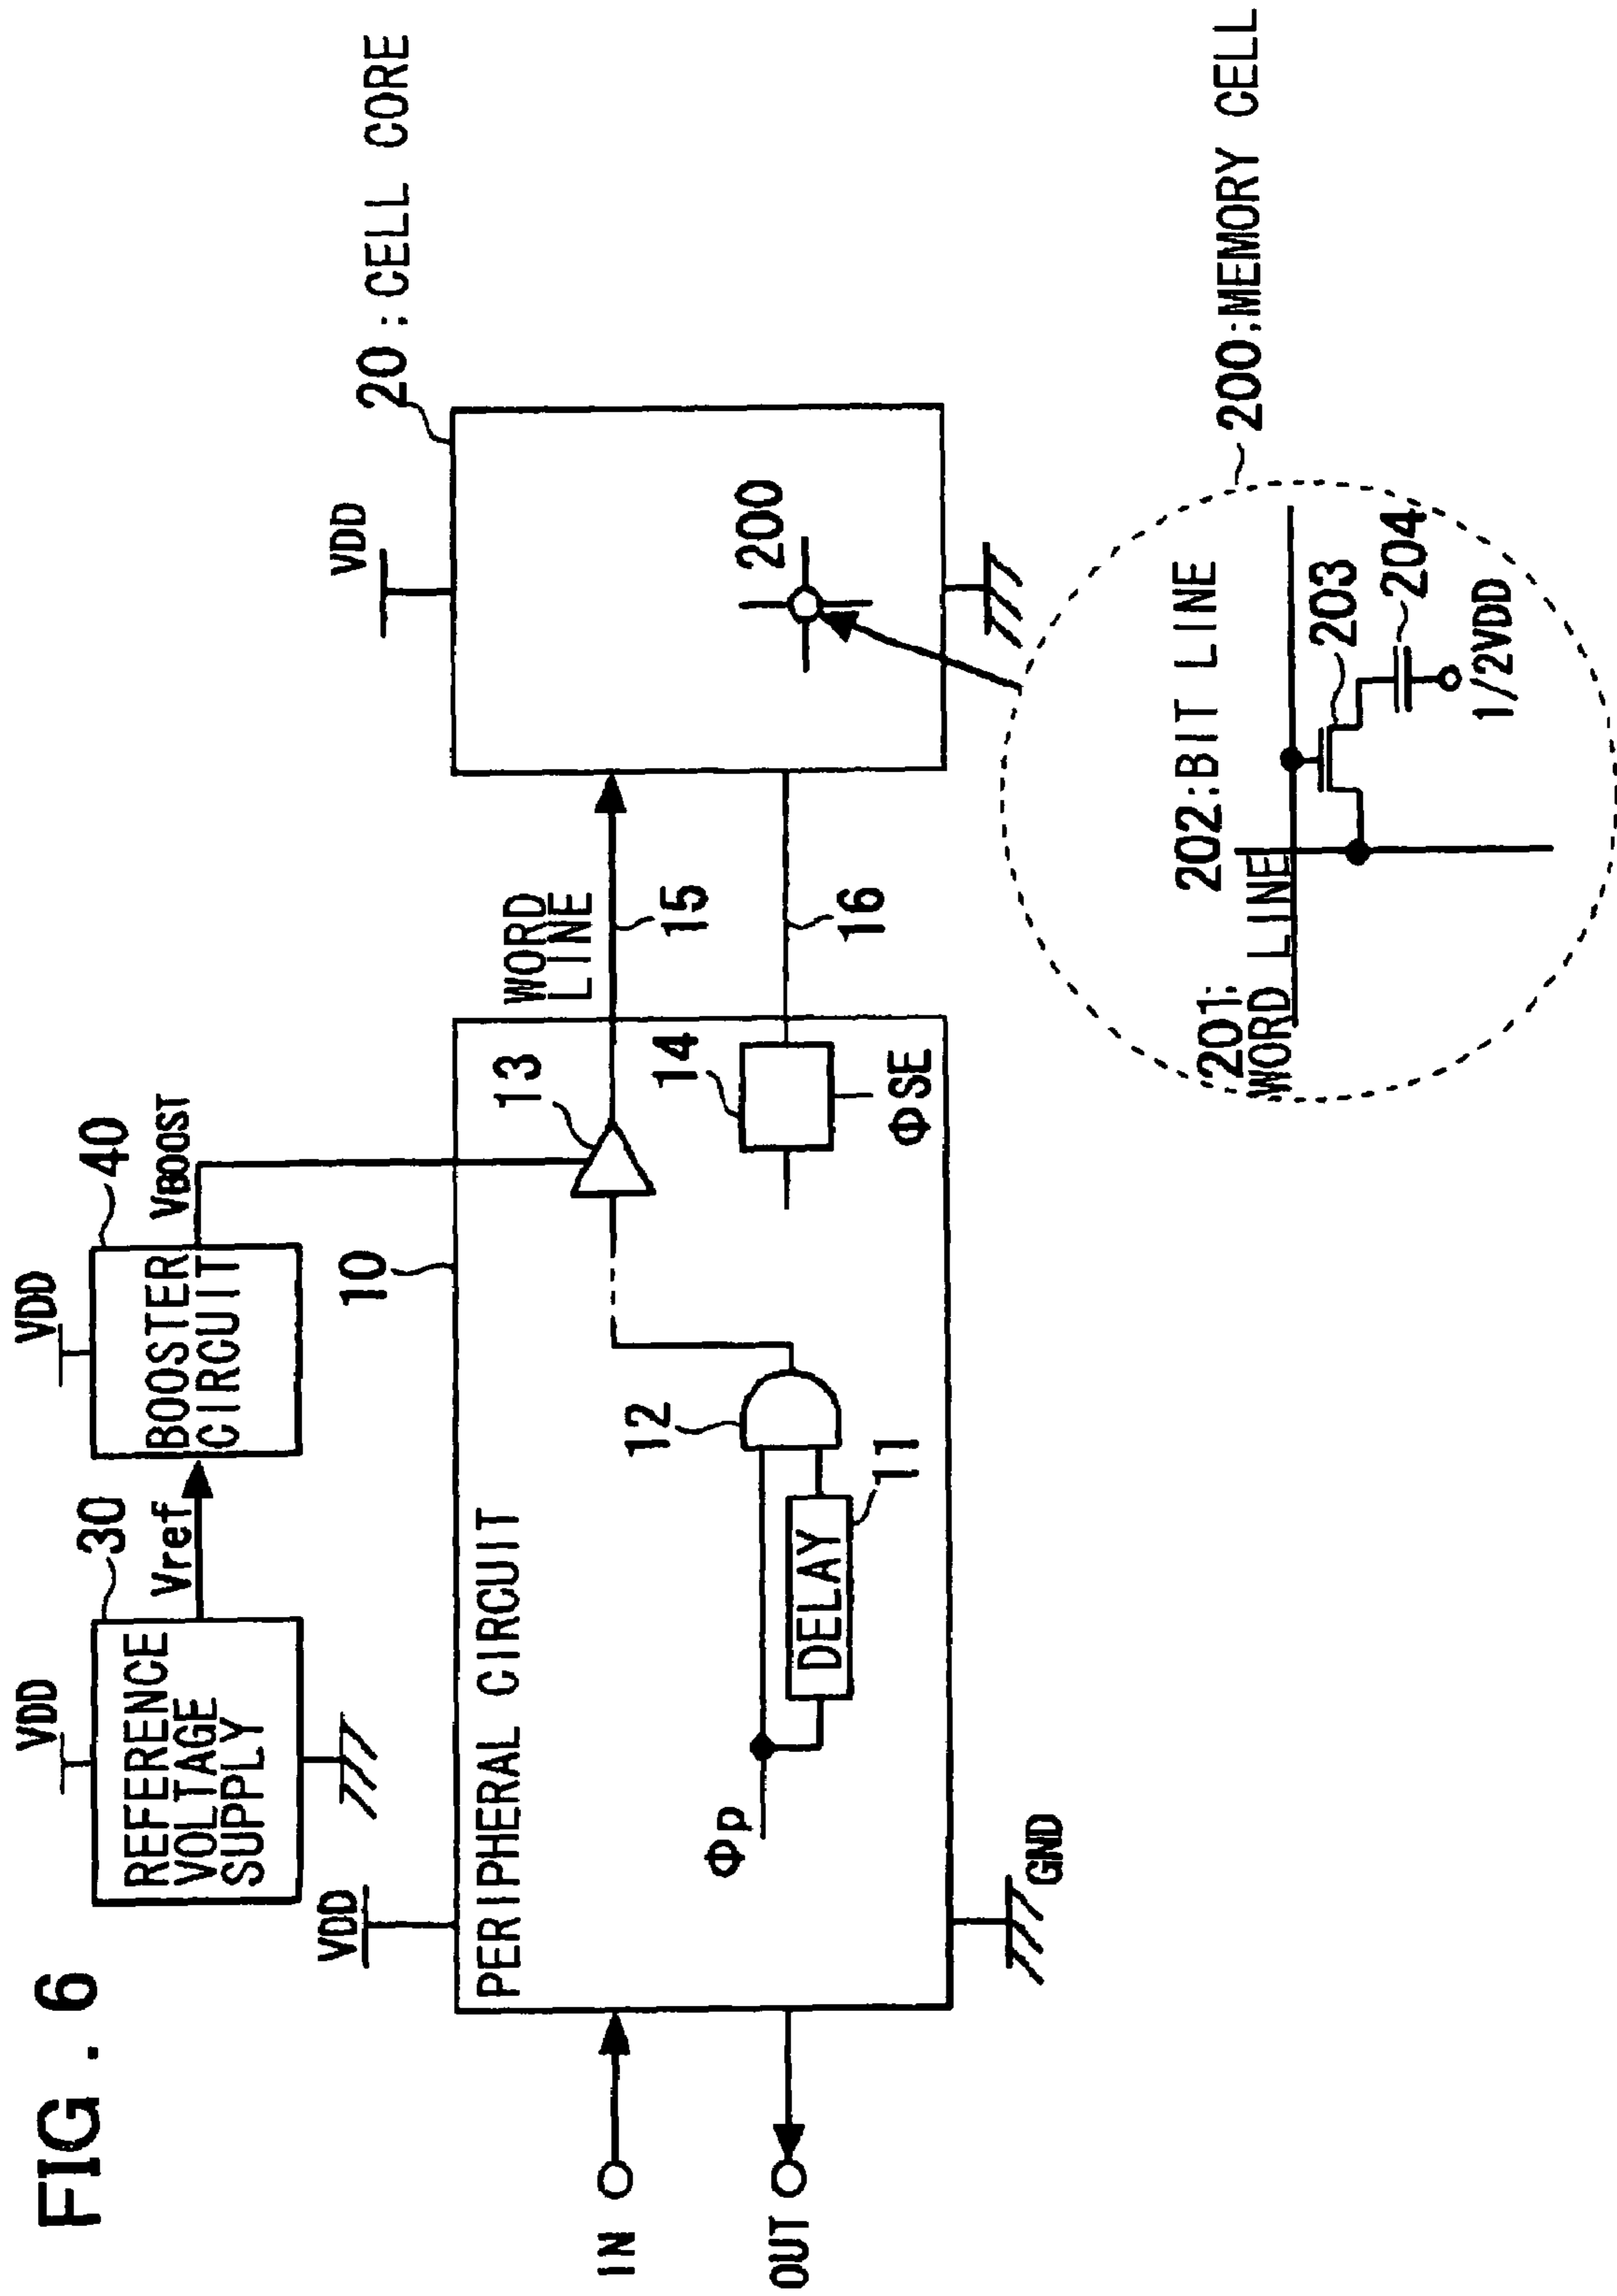 FIG. 6
VDD
REFERENCE
VOLTAGE
SUPPLY
30
Vref
VDD
BOOSTER
CIRCUIT
40
VBOOST
VDD
10
PERIPHERAL CIRCUIT
IN
OUT
Φp
DELAY
11
12
13
14
ΦSE
GND
WORD
LINE
15
16
VDD
20:CELL CORE
200
200:MEMORY CELL
201:
WORD LINE
202:BIT LINE
203
204
1/2VDD